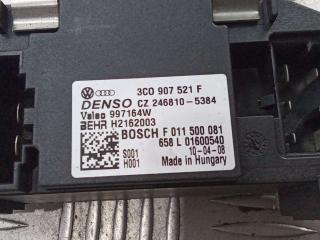 3C0 907 521 F
DENSO CZ 246810-5384
Valeo 997164W
BEHR H2162003
BOSCH F 011 500 081
658 L 01600540
S001 10-04-08
H001 Made in Hungary